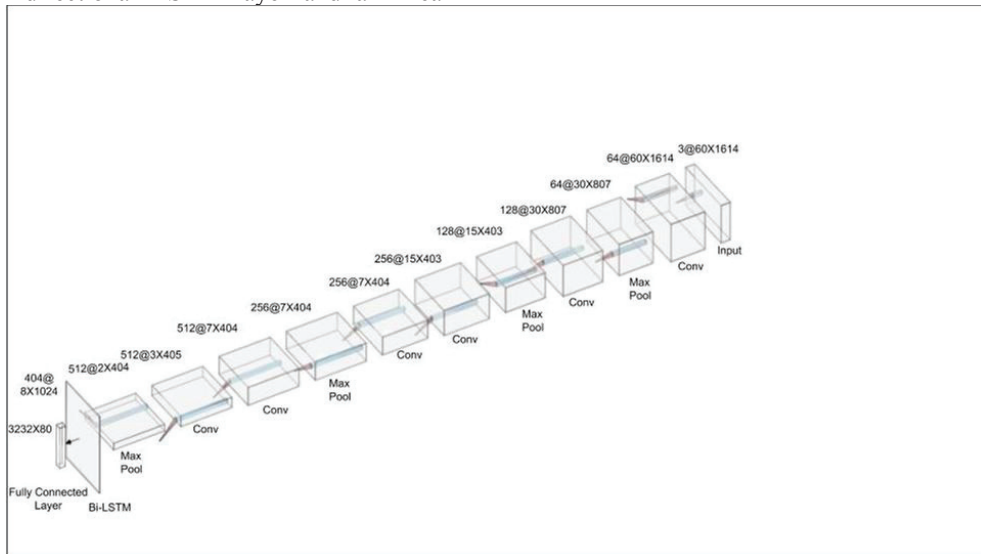 64@60X1614
3@60X1614
64@30X807
128@30X807
128@15X403
256@15X403
256@7X404
256@7X404
512@7X404
512@3X405
512@2X404
404@
8X1024
3232X80
Input
Conv
Max
Pool
Conv
Max
Pool
Conv
Conv
Max
Pool
Conv
Conv
Max
Pool
Bi-LSTM
Fully Connected
Layer